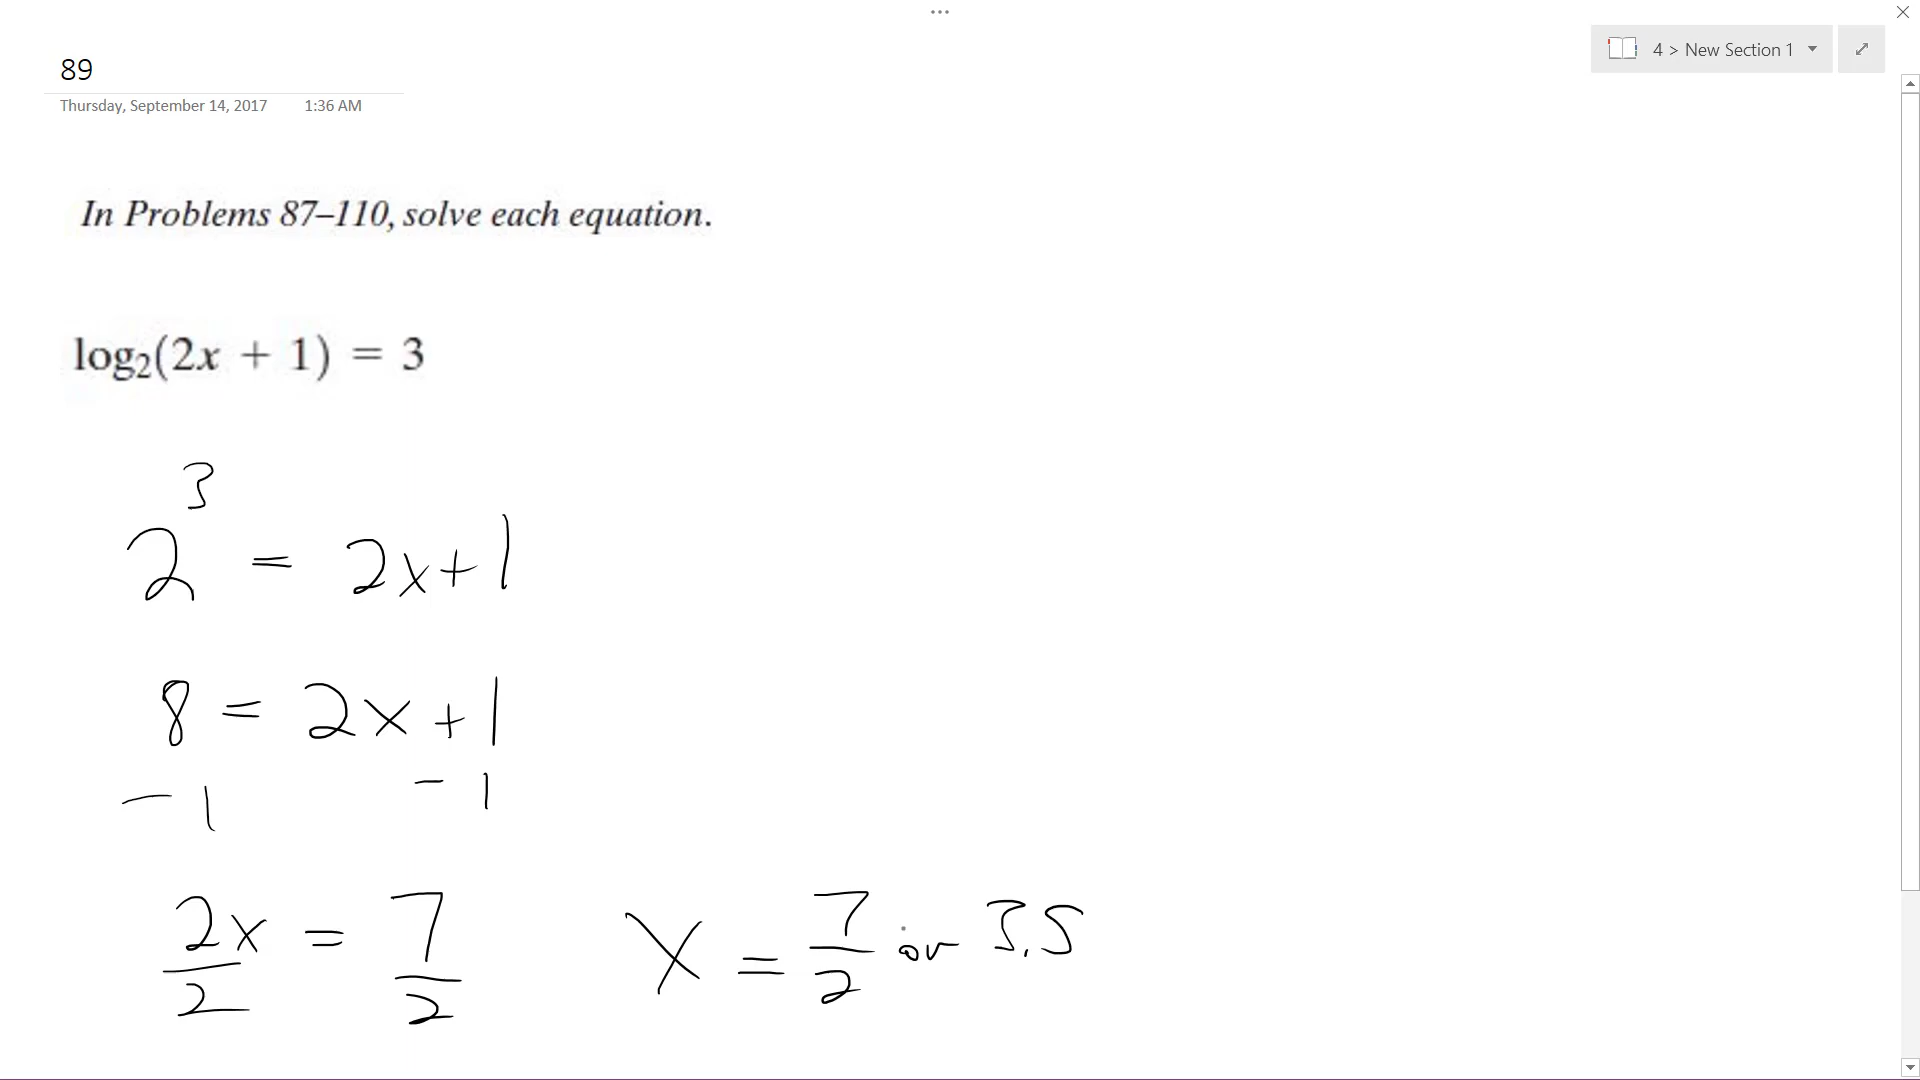 4 > New Section 1
89
Thursday, September 14, 2017 1:36 AM
In Problems 87–110, solve each equation.
log₂(2x + 1) = 3
2³ = 2x+1
8 = 2x+1
-1 -1
2x/2 = 7/2 x = 7/2 or 3.5